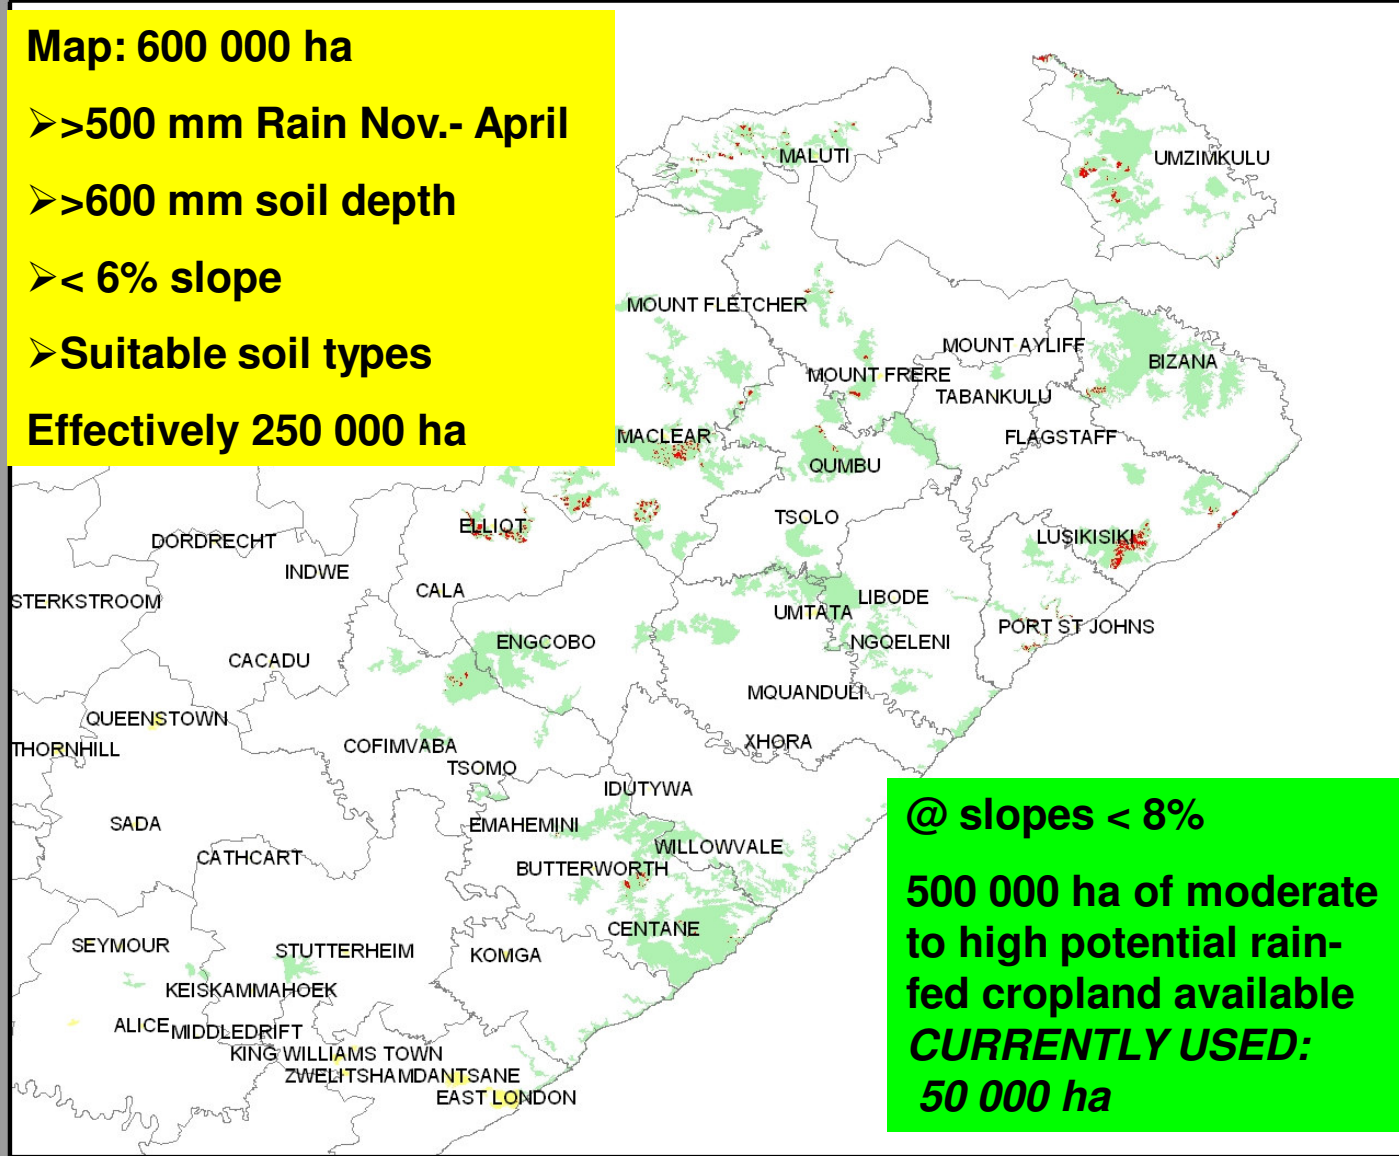 Map: 600 000 ha
➢>500 mm Rain Nov.- April
➢>600 mm soil depth
➢< 6% slope
➢Suitable soil types
Effectively 250 000 ha
MALUTI
UMZIMKULU
MOUNT FLETCHER
MOUNT AYLIFF
BIZANA
MOUNT FRERE
TABANKULU
MACLEAR
FLAGSTAFF
QUMBU
ELLIOT
TSOLO
LUSIKISIKI
DORDRECHT
INDWE
CALA
LIBODE
STERKSTROOM
UMTATA
PORT ST JOHNS
ENGCOBO
NGQELENI
CACADU
MQUANDULI
QUEENSTOWN
XHORA
THORNHILL
COFIMVABA
TSOMO
IDUTYWA
SADA
EMAHEMINI
WILLOWVALE
CATHCART
BUTTERWORTH
CENTANE
SEYMOUR
STUTTERHEIM
KOMGA
KEISKAMMAHOEK
ALICE
MIDDLEDRIFT
KING WILLIAMS TOWN
ZWELITSHAMDANTSANE
EAST LONDON
@ slopes < 8%
500 000 ha of moderate
to high potential rain-
fed cropland available
CURRENTLY USED:
50 000 ha